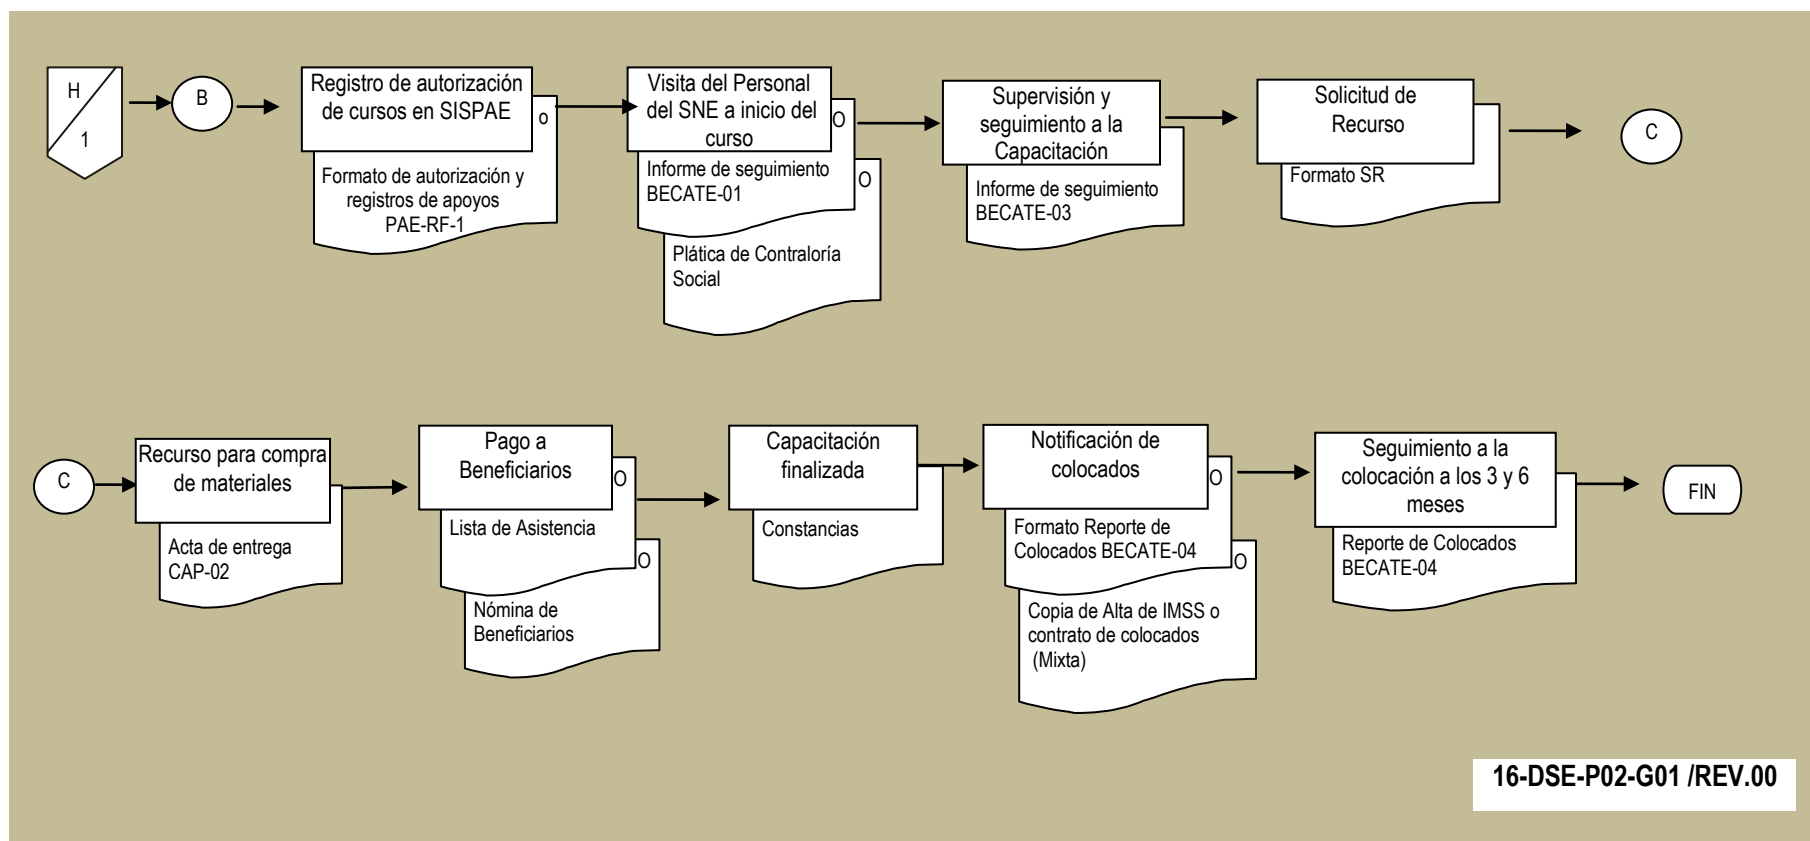 H
1
B
Registro de autorización
de cursos en SISPAE
o
Formato de autorización y
registros de apoyos
PAE-RF-1
Visita del Personal
del SNE a inicio del
curso
O
Informe de seguimiento
BECATE-01
O
Plática de Contraloría
Social
Supervisión y
seguimiento a la
Capacitación
Informe de seguimiento
BECATE-03
Solicitud de
Recurso
Formato SR
C
C
Recurso para compra
de materiales
Acta de entrega
CAP-02
Pago a
Beneficiarios
O
Lista de Asistencia
O
Nómina de
Beneficiarios
Capacitación
finalizada
Constancias
Notificación de
colocados
O
Formato Reporte de
Colocados BECATE-04
O
Copia de Alta de IMSS o
contrato de colocados
(Mixta)
Seguimiento a la
colocación a los 3 y 6
meses
Reporte de Colocados
BECATE-04
FIN
16-DSE-P02-G01 /REV.00